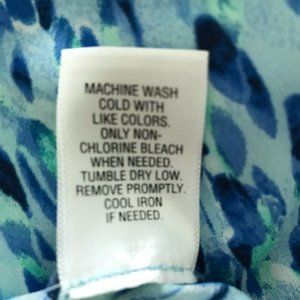 MACHINE WASH
COLD WITH
LIKE COLORS.
ONLY NON-
CHLORINE BLEACH
WHEN NEEDED.
TUMBLE DRY LOW.
REMOVE PROMPTLY.
COOL IRON
IF NEEDED.